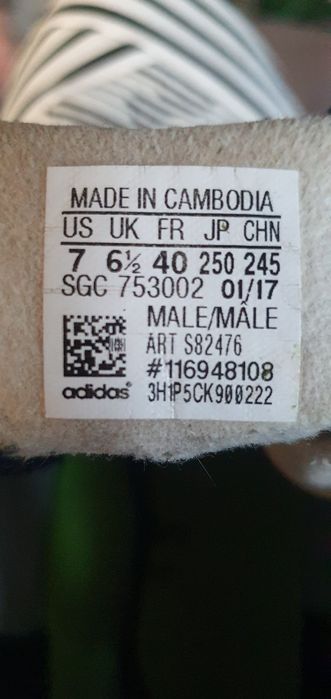 MADE IN CAMBODIA
US UK FR JP CHN
7 6½ 40 250 245
SGC 753002 01/17
MALE/MÂLE
ART S82476
#116948108
adidas® 3H1P5CK900222